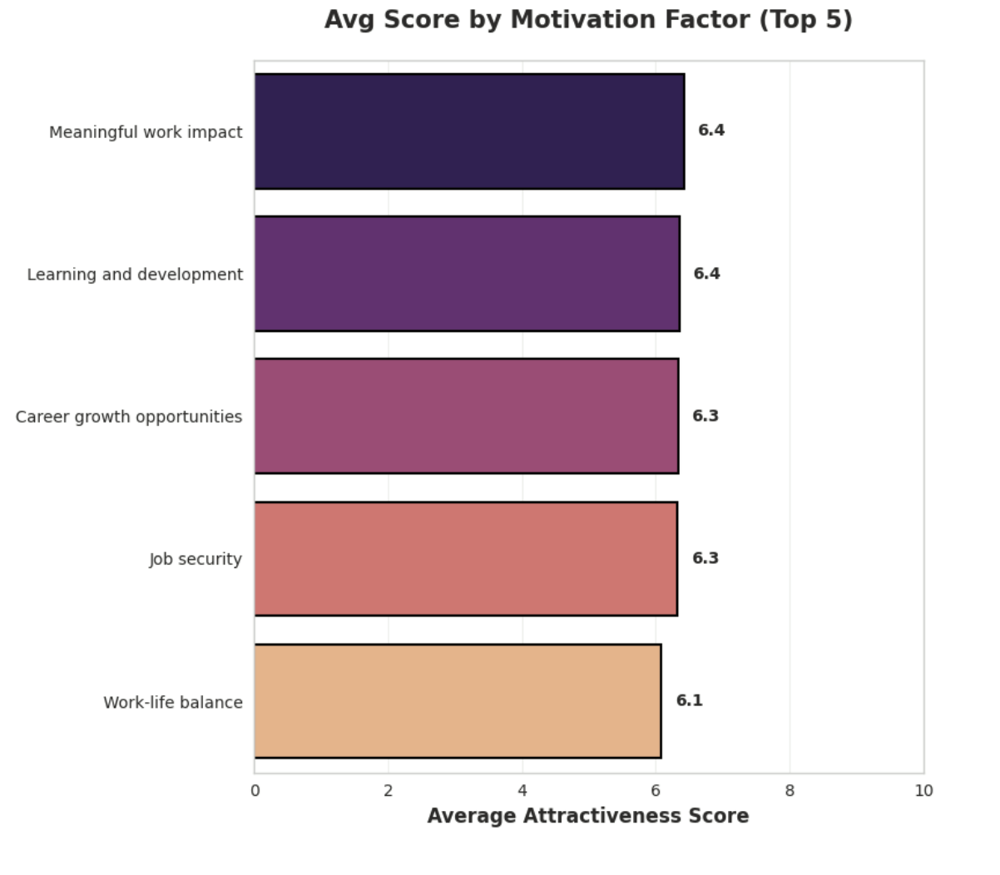 Avg Score by Motivation Factor (Top 5)
Meaningful work impact
6.4
Learning and development
6.4
Career growth opportunities
6.3
Job security
6.3
Work-life balance
6.1
0 2 4 6 8 10
Average Attractiveness Score